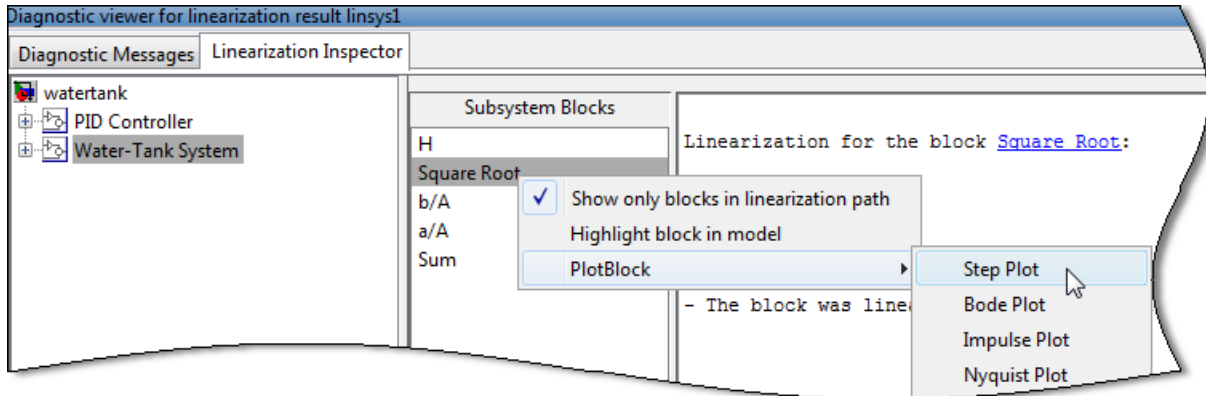 Diagnostic viewer for linearization result linsys1
Diagnostic Messages
Linearization Inspector
watertank
PID Controller
Water-Tank System
Subsystem Blocks
H
Square Root
b/A
a/A
Sum
Linearization for the block Square Root:
Show only blocks in linearization path
Highlight block in model
PlotBlock
Step Plot
Bode Plot
Impulse Plot
Nyquist Plot
- The block was